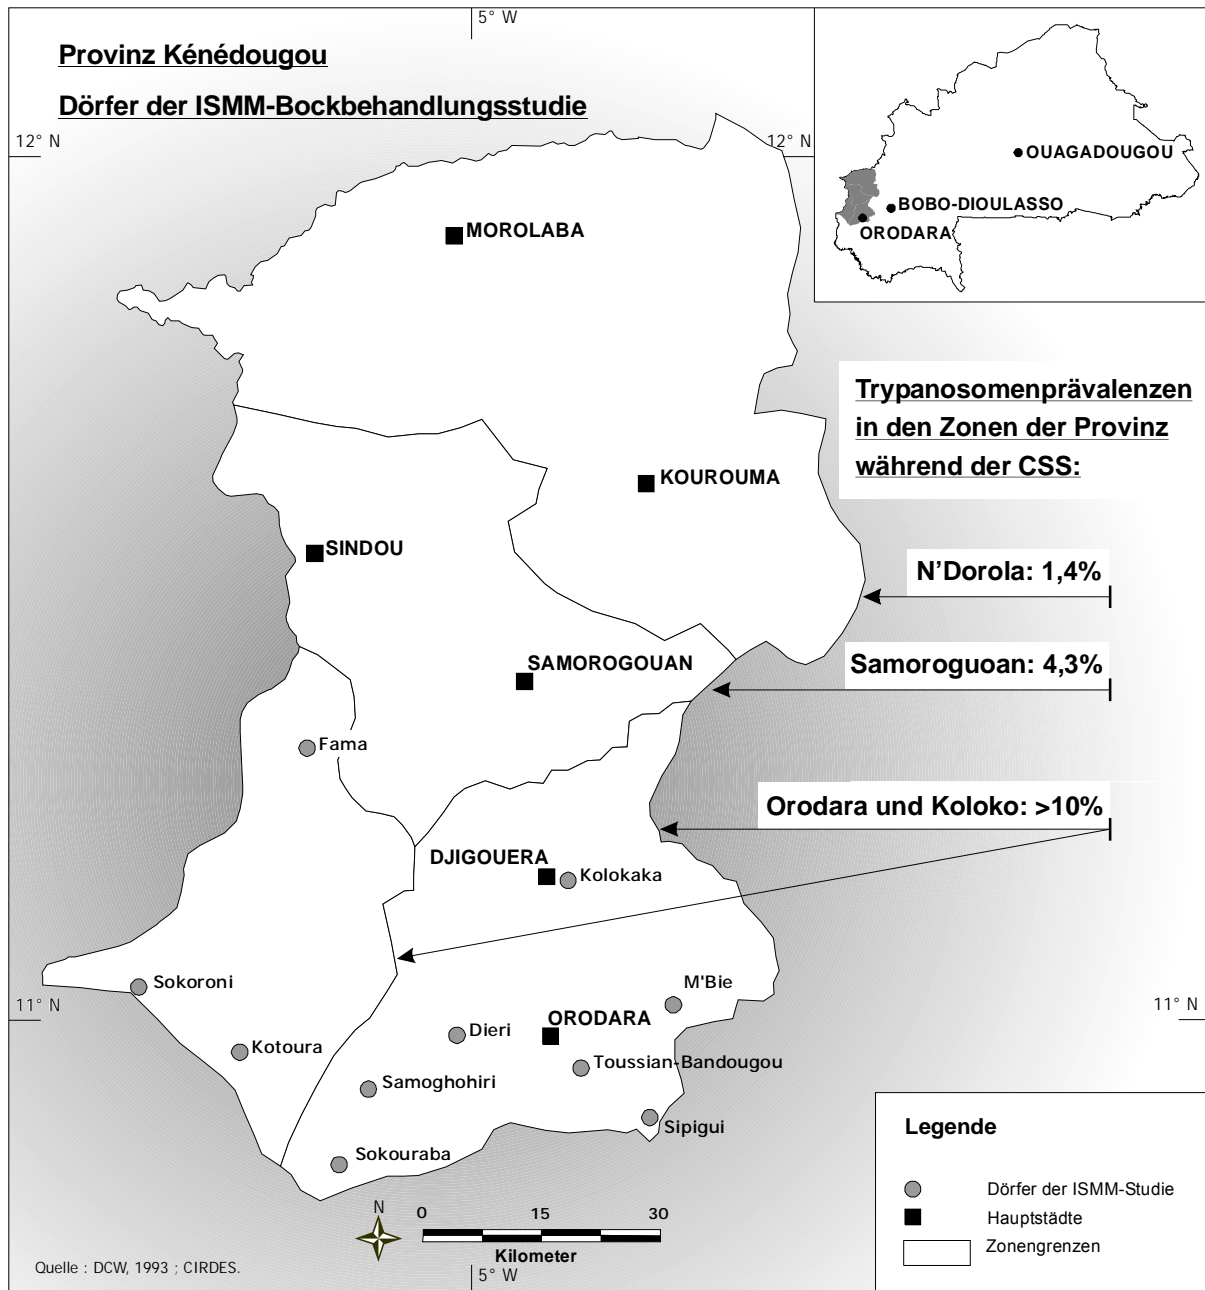 5° W
Provinz Kénédougou
Dörfer der ISMM-Bockbehandlungsstudie
12° N
12° N
OUAGADOUGOU
BOBO-DIOULASSO
ORODARA
MOROLABA
Trypanosomenprävalenzen
in den Zonen der Provinz
während der CSS:
KOUROUMA
SINDOU
N'Dorola: 1,4%
SAMOROGOUAN
Samoroguoan: 4,3%
Fama
Orodara und Koloko: >10%
DJIGOUERA
Kolokaka
Sokoroni
M'Bie
11° N
11° N
ORODARA
Dieri
Kotoura
Toussian-Bandougou
Samoghohiri
Sipigui
Sokouraba
Legende
Dörfer der ISMM-Studie
Hauptstädte
Zonengrenzen
N
0 15 30
Kilometer
Quelle : DCW, 1993 ; CIRDES.
5° W